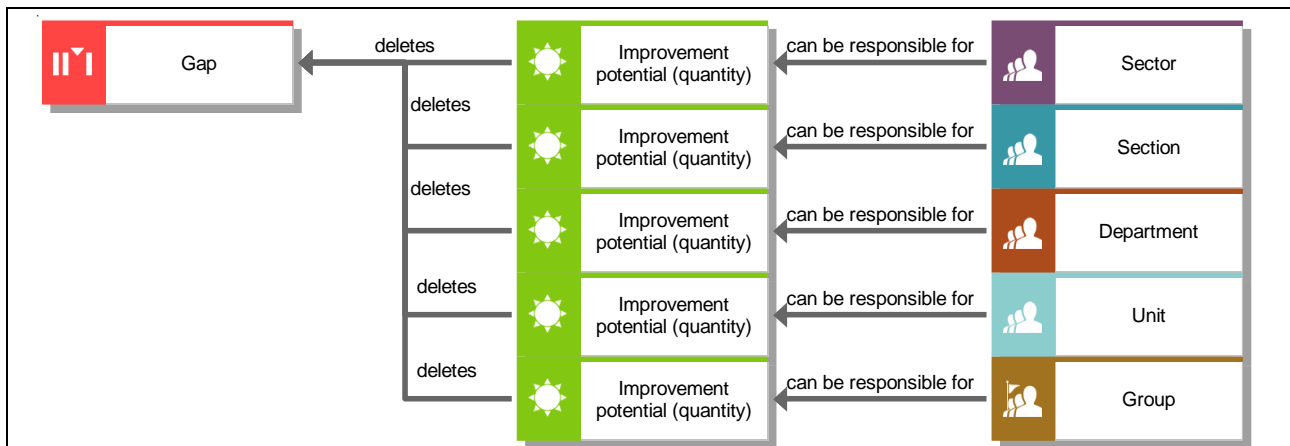 Gap
deletes
Improvement
potential (quantity)
can be responsible for
Sector
deletes
Improvement
potential (quantity)
can be responsible for
Section
deletes
Improvement
potential (quantity)
can be responsible for
Department
deletes
Improvement
potential (quantity)
can be responsible for
Unit
deletes
Improvement
potential (quantity)
can be responsible for
Group